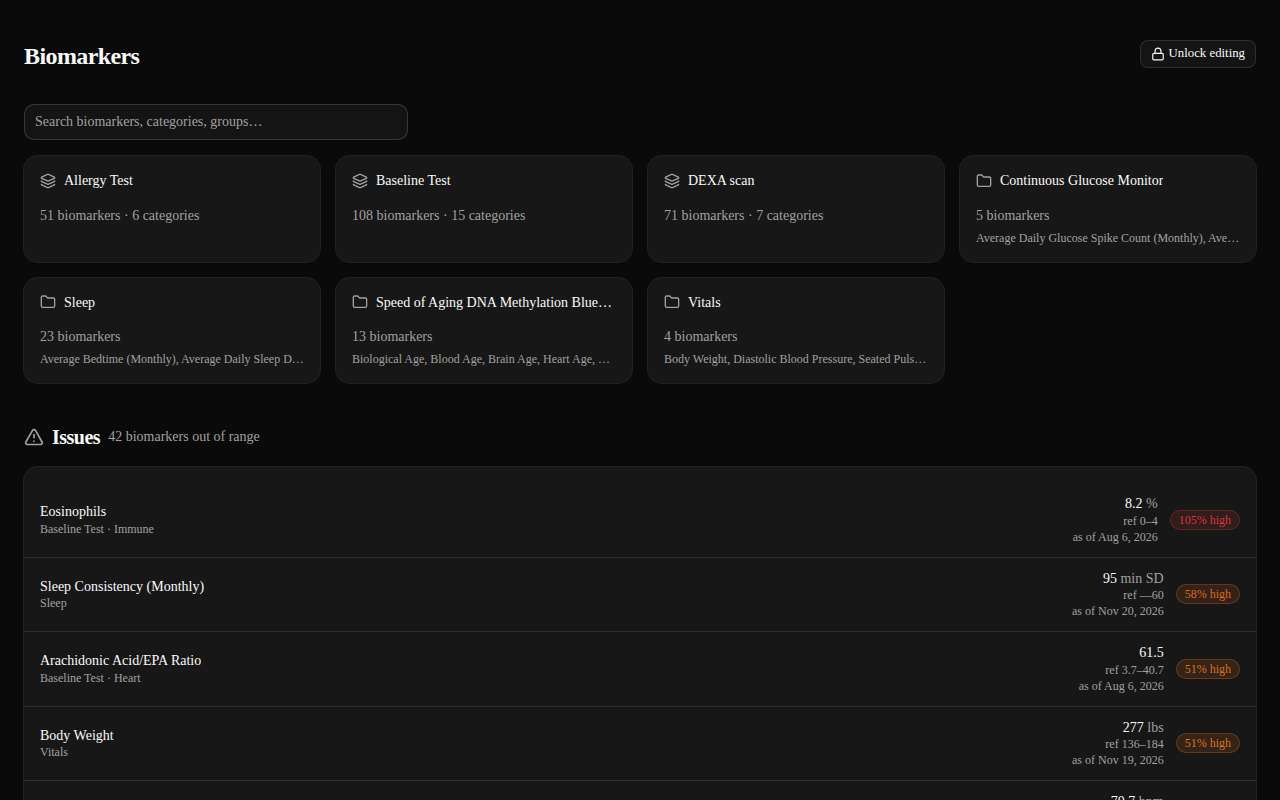 Biomarkers
Unlock editing
Search biomarkers, categories, groups…
Allergy Test
51 biomarkers · 6 categories
Baseline Test
108 biomarkers · 15 categories
DEXA scan
71 biomarkers · 7 categories
Continuous Glucose Monitor
5 biomarkers
Average Daily Glucose Spike Count (Monthly), Ave…
Sleep
23 biomarkers
Average Bedtime (Monthly), Average Daily Sleep D…
Speed of Aging DNA Methylation Blue…
13 biomarkers
Biological Age, Blood Age, Brain Age, Heart Age, …
Vitals
4 biomarkers
Body Weight, Diastolic Blood Pressure, Seated Puls…
Issues 42 biomarkers out of range
Eosinophils
Baseline Test · Immune
8.2 %
ref 0–4
as of Aug 6, 2026
105% high
Sleep Consistency (Monthly)
Sleep
95 min SD
ref —60
as of Nov 20, 2026
58% high
Arachidonic Acid/EPA Ratio
Baseline Test · Heart
61.5
ref 3.7–40.7
as of Aug 6, 2026
51% high
Body Weight
Vitals
277 lbs
ref 136–184
as of Nov 19, 2026
51% high